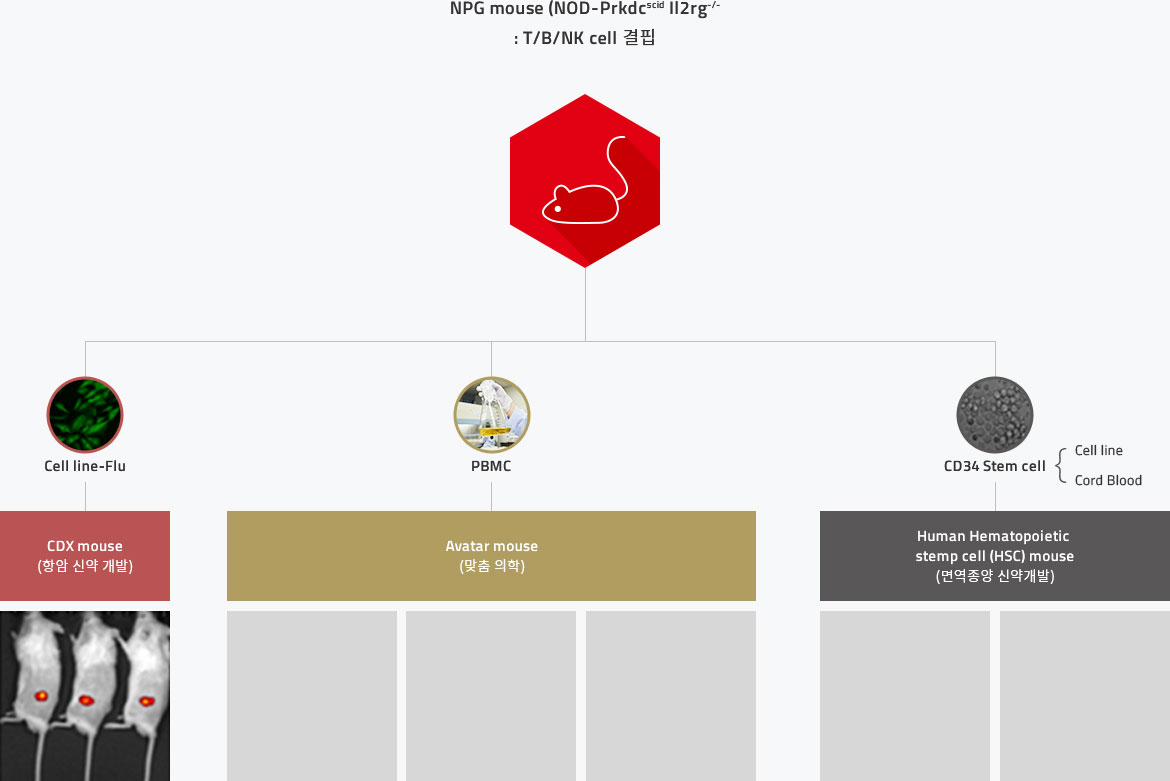 NPG mouse (NOD-Prkdcscid Il2rg-/-
: T/B/NK cell 결핍
Cell line-Flu
PBMC
CD34 Stem cell
Cell line
Cord Blood
CDX mouse
(항암 신약 개발)
Avatar mouse
(맞춤 의학)
Human Hematopoietic
stemp cell (HSC) mouse
(면역종양 신약개발)